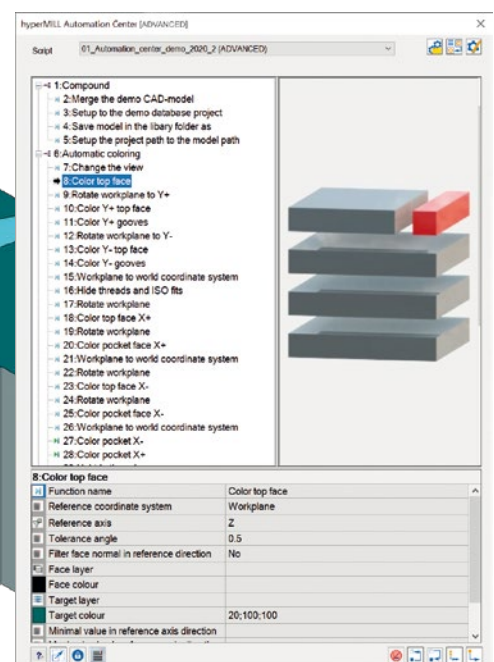 hyperMILL Automation Center [ADVANCED]
Script 01_Automation_center_demo_2020_2 (ADVANCED)
1:Compound
2:Merge the demo CAD-model
3:Setup to the demo database project
4:Save model in the libary folder as
5:Setup the project path to the model path
6:Automatic coloring
7:Change the view
8:Color top face
9:Rotate workplane to Y+
10:Color Y+ top face
11:Color Y+ gooves
12:Rotate workplane to Y-
13:Color Y- top face
14:Color Y- gooves
15:Workplane to world coordinate system
16:Hide threads and ISO fits
17:Rotate workplane
18:Color top face X+
19:Rotate workplane
20:Color pocket face X+
21:Workplane to world coordinate system
22:Rotate workplane
23:Color top face X-
24:Rotate workplane
25:Color pocket face X-
26:Workplane to world coordinate system
27:Color pocket X-
28:Color pocket X+
8:Color top face
Function name Color top face
Reference coordinate system Workplane
Reference axis Z
Tolerance angle 0.5
Filter face normal in reference direction No
Face layer
Face colour
Target layer
Target colour 20;100;100
Minimal value in reference axis direction